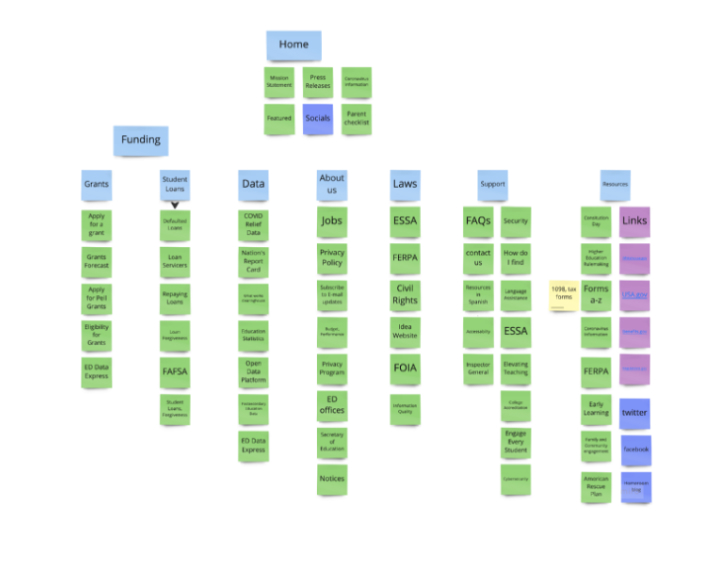 Home
Mission
Statement
Press
Releases
Coronavirus
Information
Featured
Socials
Parent
checklist
Funding
Grants
Apply
for a
grant
Grants
Forecast
Apply
for Pell
Grants
Eligibility
for
Grants
ED Data
Express
Student
Loans
Defaulted
Loans
Loan
Servicers
Repaying
Loans
Loan
Forgiveness
FAFSA
Student
Loans,
Forgiveness
Data
COVID
Relief
Data
Nation's
Report
Card
Education
Statistics
Open
Data
Platform
ED Data
Express
About
us
Jobs
Privacy
Policy
Subscribe
to E-mail
updates
Budget,
Performance
Privacy
Program
ED
offices
Secretary
of
Education
Notices
Laws
ESSA
FERPA
Civil
Rights
Idea
Website
FOIA
Information
Quality
Support
FAQs
contact
us
Resources
in
Spanish
Accessibility
Inspector
General
Security
How do
I find
Language
Assistance
ESSA
Elevating
Teaching
College
Accreditation
Engage
Every
Student
Resources
Constitution
Day
Higher
Education
Rulemaking
1098, tax
forms
Forms
a-z
Coronavirus
Information
FERPA
Early
Learning
Family and
Community
engagement
American
Rescue
Plan
Links
USA.gov
twitter
facebook